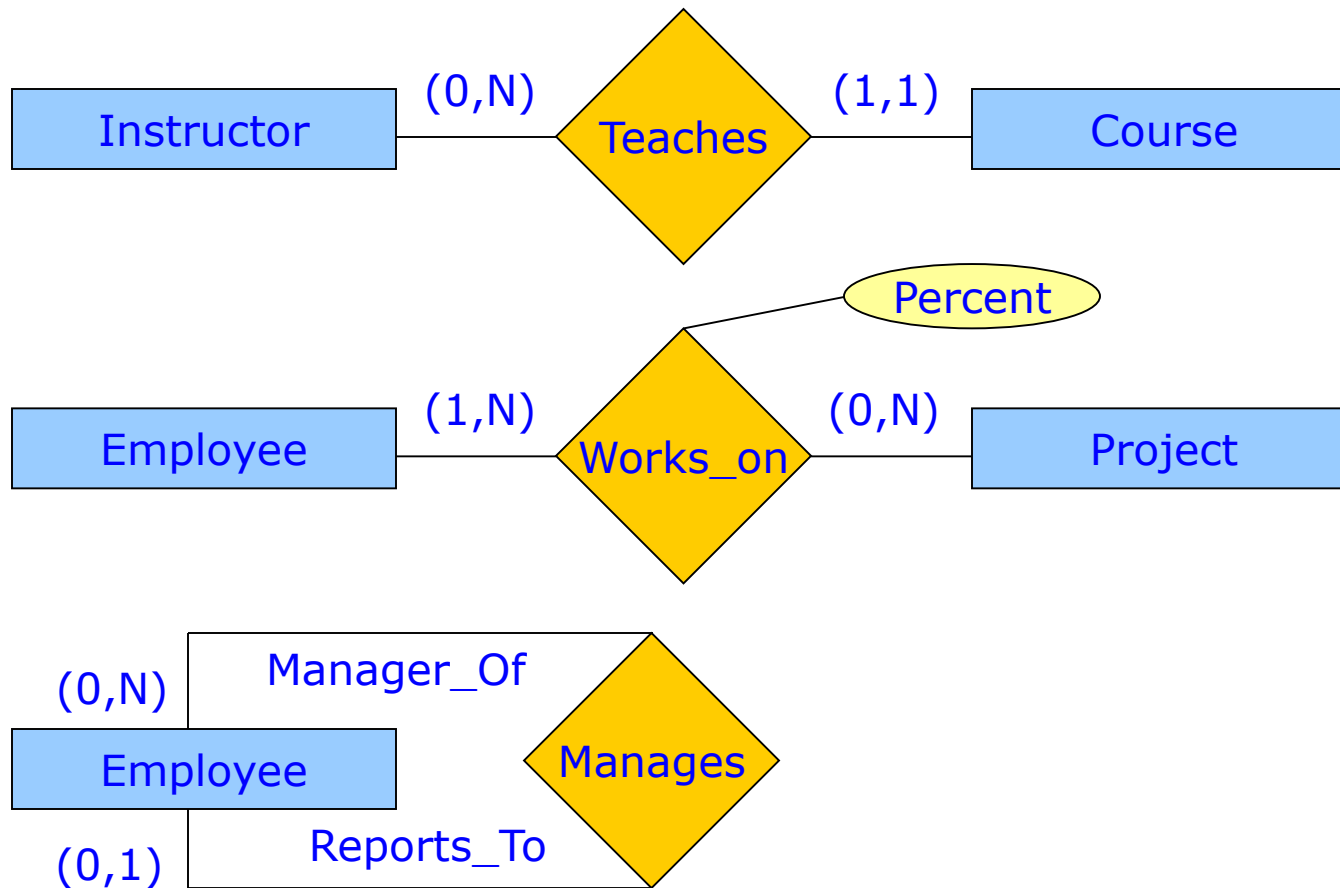 (0,N) (1,1)
Instructor Teaches Course
Percent
(1,N) (0,N)
Employee Works_on Project
Manager_Of
(0,N)
Employee Manages
Reports_To
(0,1)